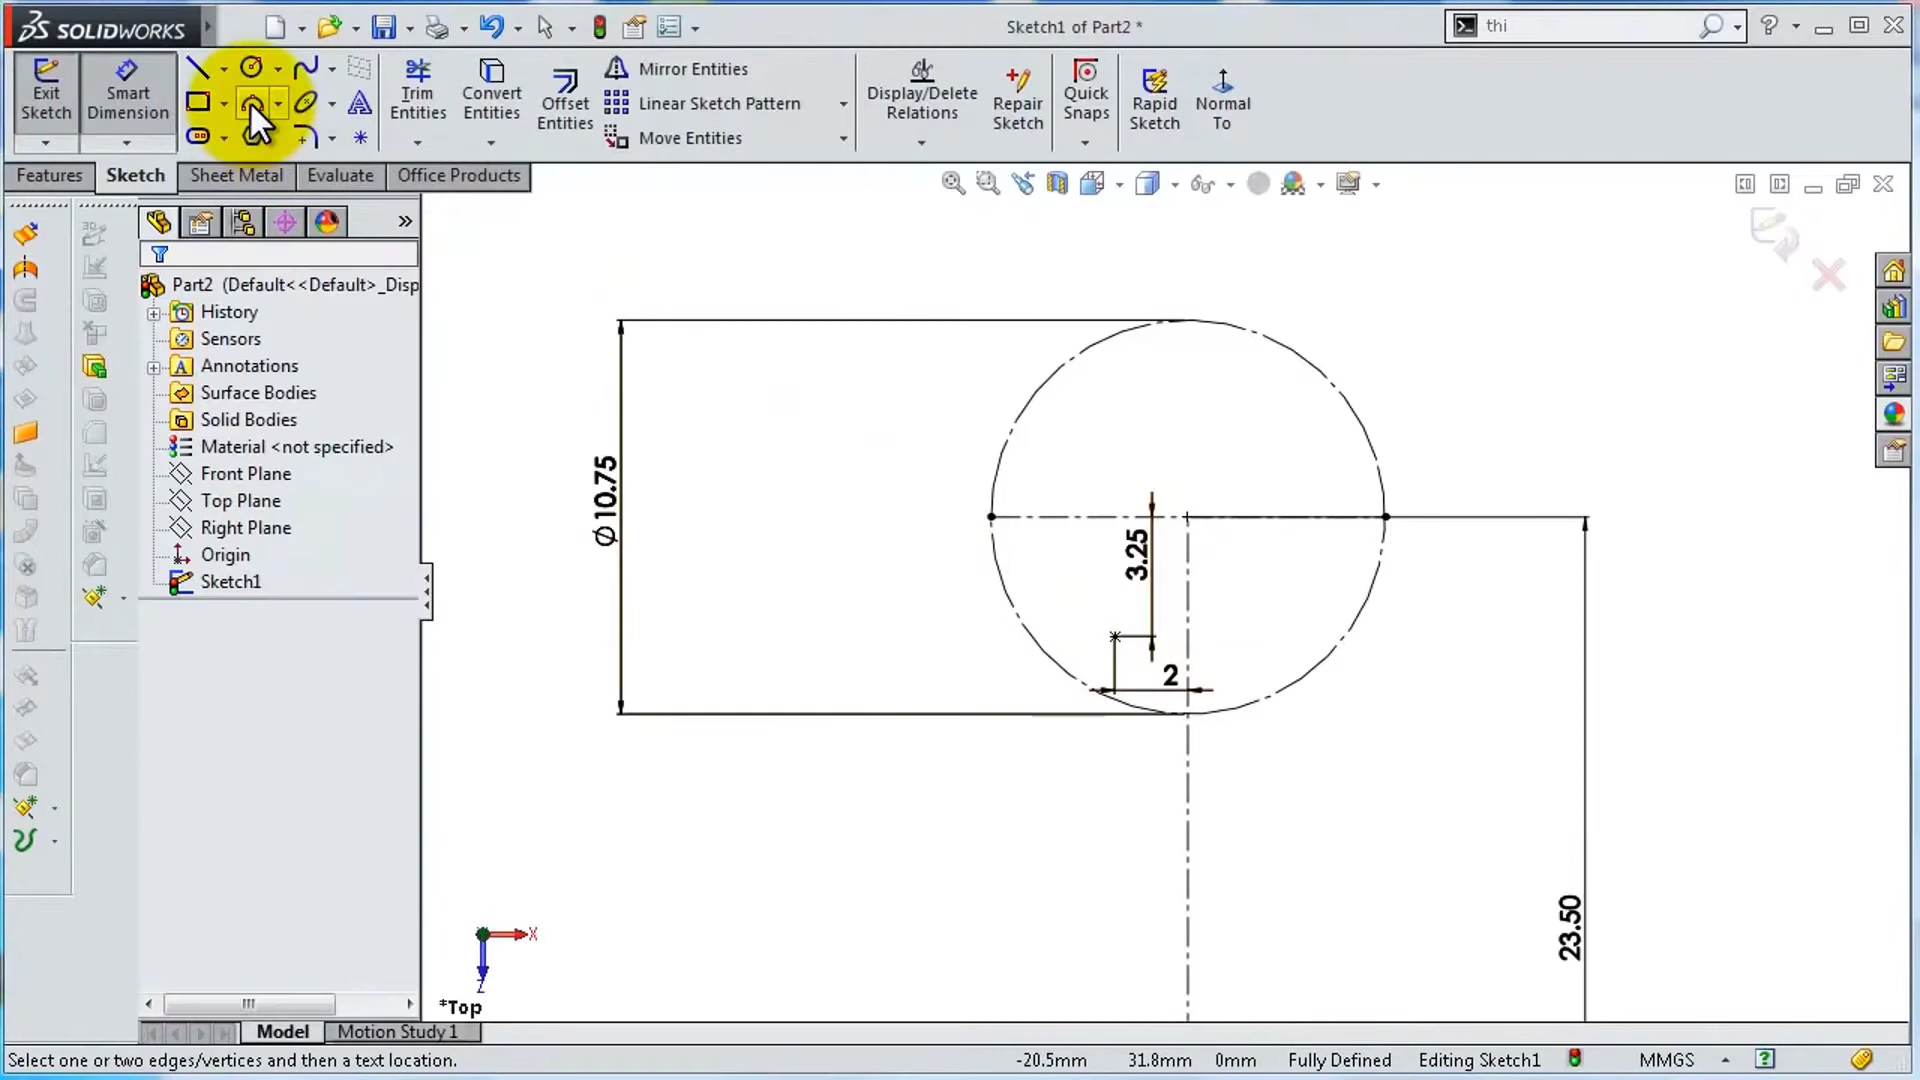 SOLIDWORKS
Sketch1 of Part2 *
thi
Exit Sketch
Smart Dimension
Trim Entities
Convert Entities
Offset Entities
Mirror Entities
Linear Sketch Pattern
Move Entities
Display/Delete Relations
Repair Sketch
Quick Snaps
Rapid Sketch
Normal To
Features
Sketch
Sheet Metal
Evaluate
Office Products
Part2 (Default<<Default>_Disp
History
Sensors
Annotations
Surface Bodies
Solid Bodies
Material <not specified>
Front Plane
Top Plane
Right Plane
Origin
Sketch1
∅10.75
3.25
2
23.50
X
Z
*Top
Model
Motion Study 1
Select one or two edges/vertices and then a text location.
-20.5mm
31.8mm
0mm
Fully Defined
Editing Sketch1
MMGS